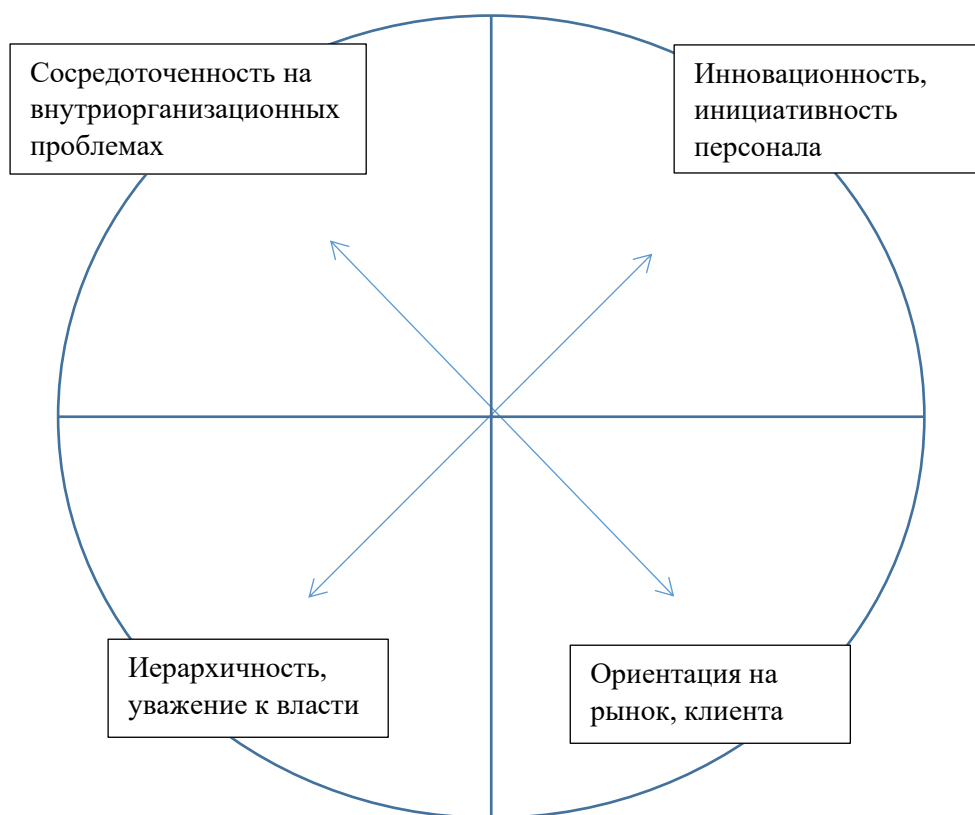 Сосредоточенность на
внутриорганизационных
проблемах
Инновационность,
инициативность
персонала
Иерархичность,
уважение к власти
Ориентация на
рынок, клиента